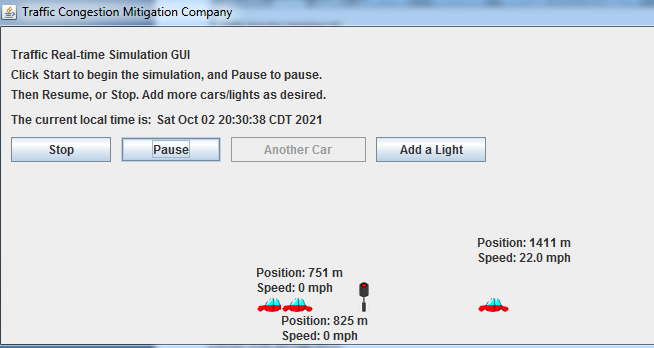 Traffic Congestion Mitigation Company
Traffic Real-time Simulation GUI
Click Start to begin the simulation, and Pause to pause.
Then Resume, or Stop. Add more cars/lights as desired.
The current local time is: Sat Oct 02 20:30:38 CDT 2021
Stop
Pause
Another Car
Add a Light
Position: 1411 m
Speed: 22.0 mph
Position: 751 m
Speed: 0 mph
Position: 825 m
Speed: 0 mph